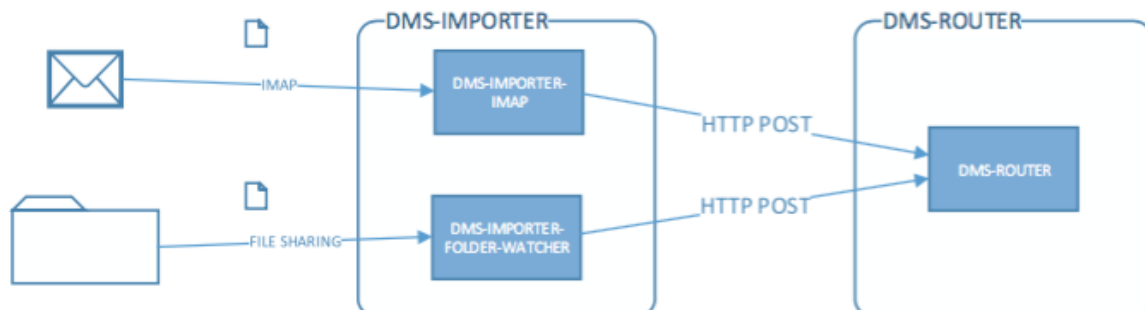 DMS-IMPORTER
DMS-ROUTER
IMAP
DMS-IMPORTER-
IMAP
HTTP POST
DMS-ROUTER
FILE SHARING
DMS-IMPORTER-
FOLDER-WATCHER
HTTP POST